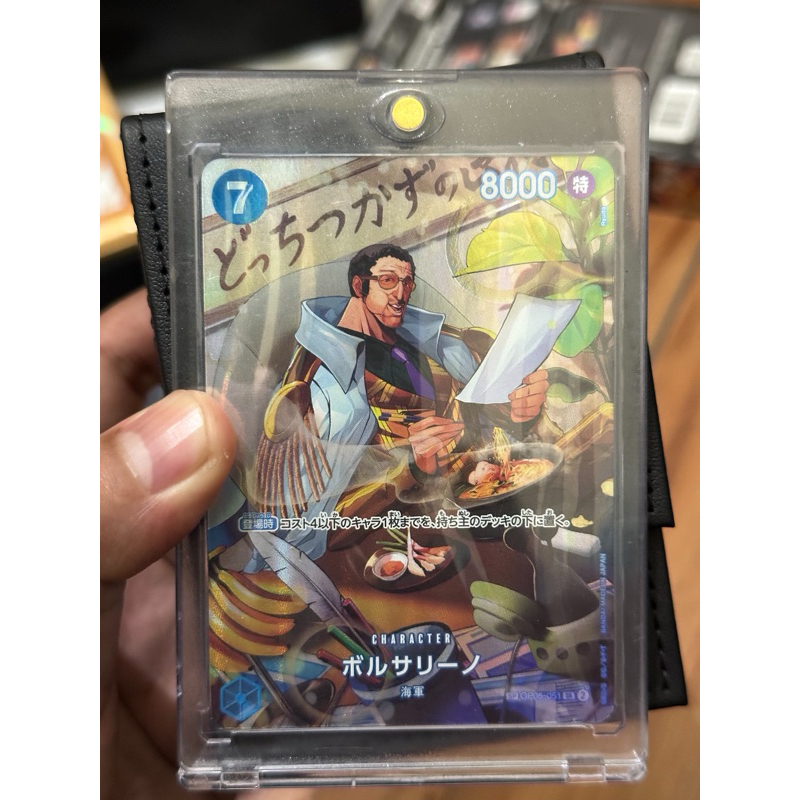 7
どっちつかずの
8000 特
登場時 コスト4以下のキャラ1枚までを、持ち主のデッキの下に置く。
CHARACTER
ボルサリーノ
海軍
OP05-051